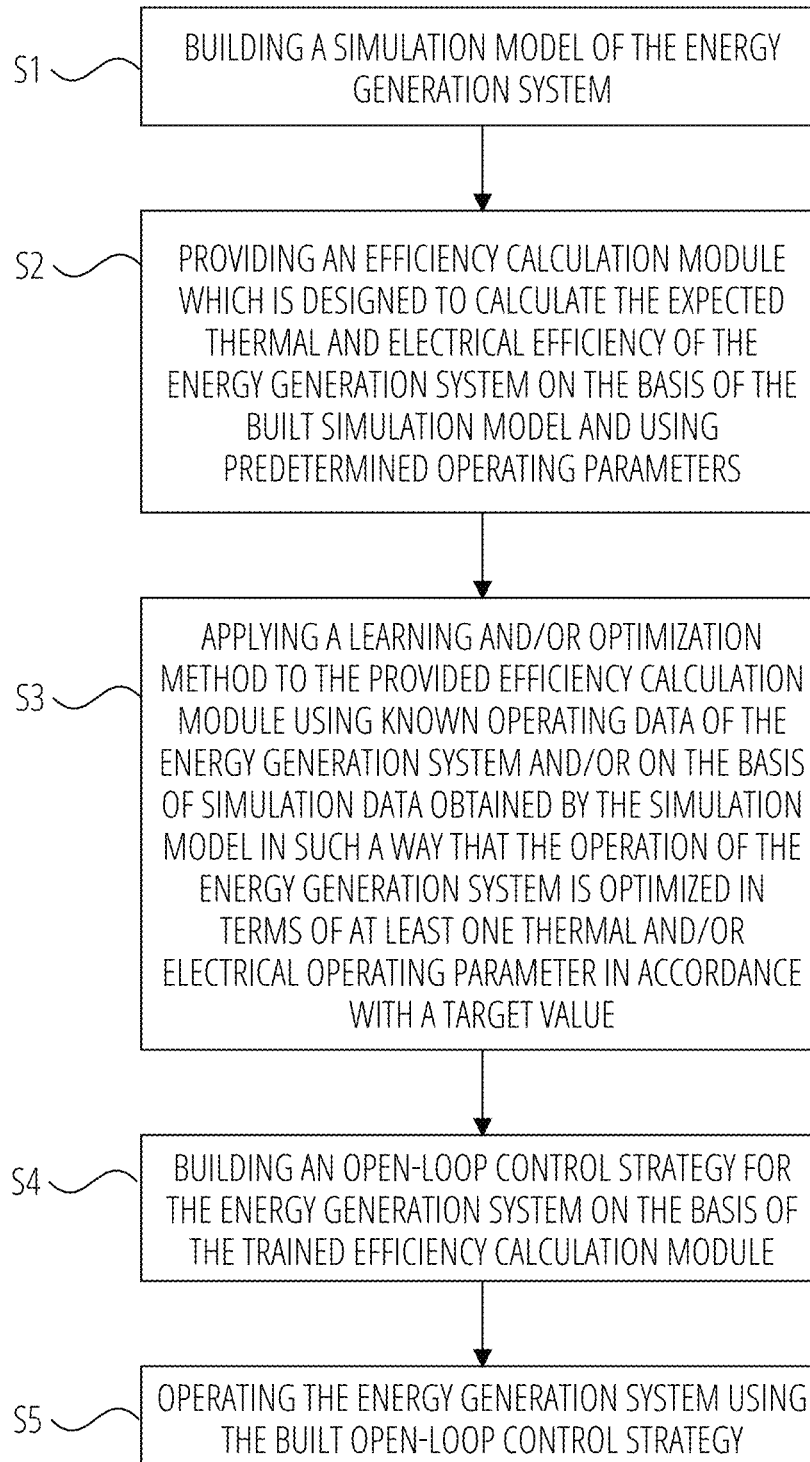 S1
BUILDING A SIMULATION MODEL OF THE ENERGY
GENERATION SYSTEM
S2
PROVIDING AN EFFICIENCY CALCULATION MODULE
WHICH IS DESIGNED TO CALCULATE THE EXPECTED
THERMAL AND ELECTRICAL EFFICIENCY OF THE
ENERGY GENERATION SYSTEM ON THE BASIS OF THE
BUILT SIMULATION MODEL AND USING
PREDETERMINED OPERATING PARAMETERS
S3
APPLYING A LEARNING AND/OR OPTIMIZATION
METHOD TO THE PROVIDED EFFICIENCY CALCULATION
MODULE USING KNOWN OPERATING DATA OF THE
ENERGY GENERATION SYSTEM AND/OR ON THE BASIS
OF SIMULATION DATA OBTAINED BY THE SIMULATION
MODEL IN SUCH A WAY THAT THE OPERATION OF THE
ENERGY GENERATION SYSTEM IS OPTIMIZED IN
TERMS OF AT LEAST ONE THERMAL AND/OR
ELECTRICAL OPERATING PARAMETER IN ACCORDANCE
WITH A TARGET VALUE
S4
BUILDING AN OPEN-LOOP CONTROL STRATEGY FOR
THE ENERGY GENERATION SYSTEM ON THE BASIS OF
THE TRAINED EFFICIENCY CALCULATION MODULE
S5
OPERATING THE ENERGY GENERATION SYSTEM USING
THE BUILT OPEN-LOOP CONTROL STRATEGY